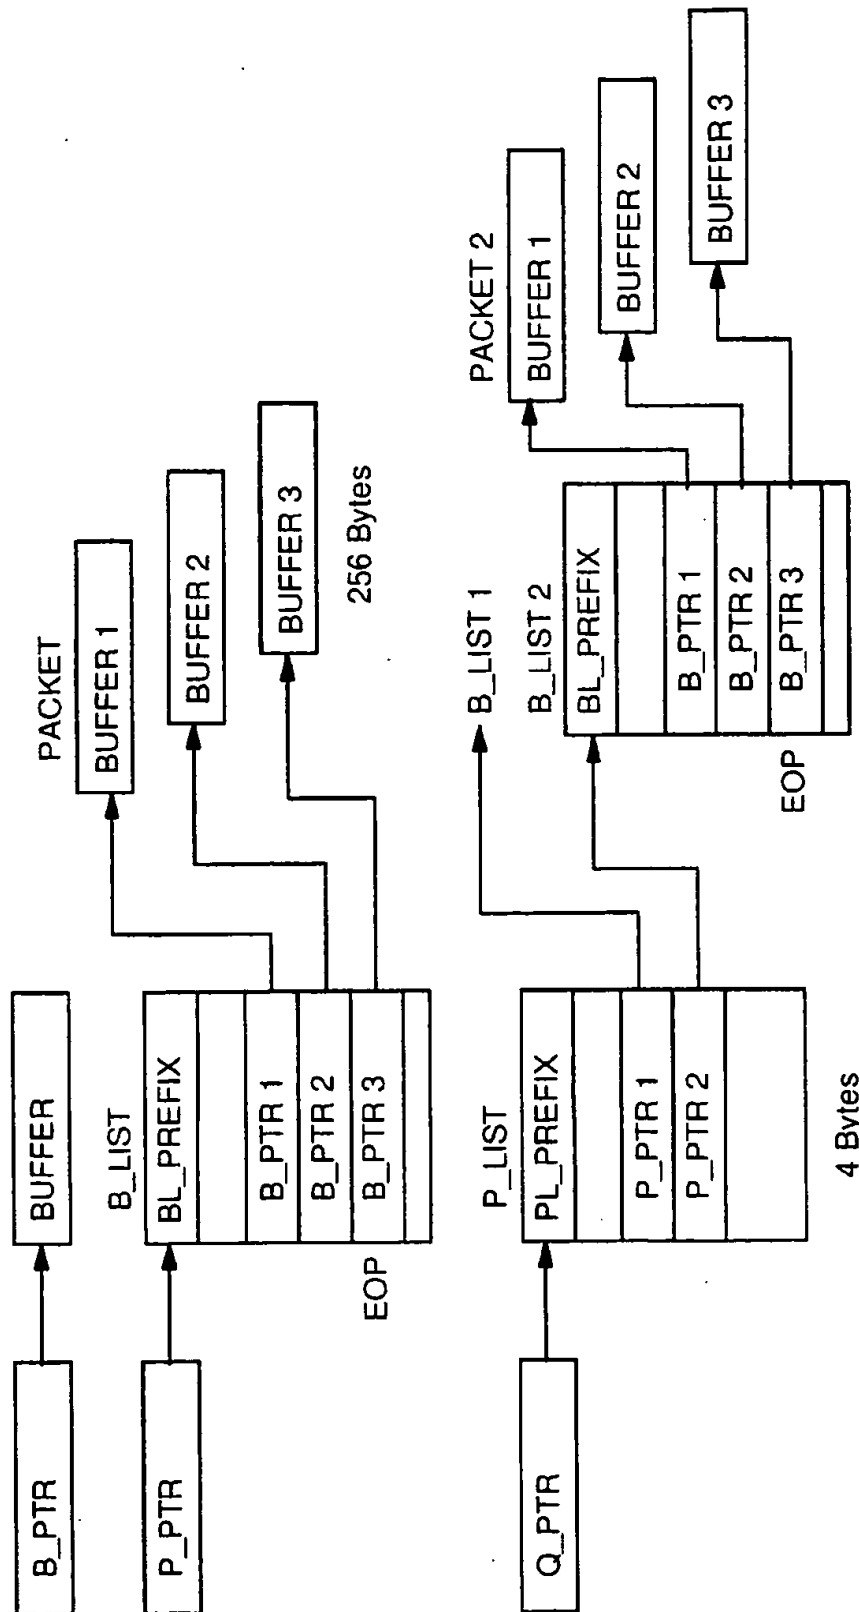 B_PTR
BUFFER
P_PTR
B_LIST
BL_PREFIX
B_PTR 1
B_PTR 2
B_PTR 3
EOP
PACKET
BUFFER 1
BUFFER 2
BUFFER 3
256 Bytes
Q_PTR
P_LIST
PL_PREFIX
P_PTR 1
P_PTR 2
4 Bytes
B_LIST 1
B_LIST 2
BL_PREFIX
B_PTR 1
B_PTR 2
B_PTR 3
EOP
PACKET 2
BUFFER 1
BUFFER 2
BUFFER 3